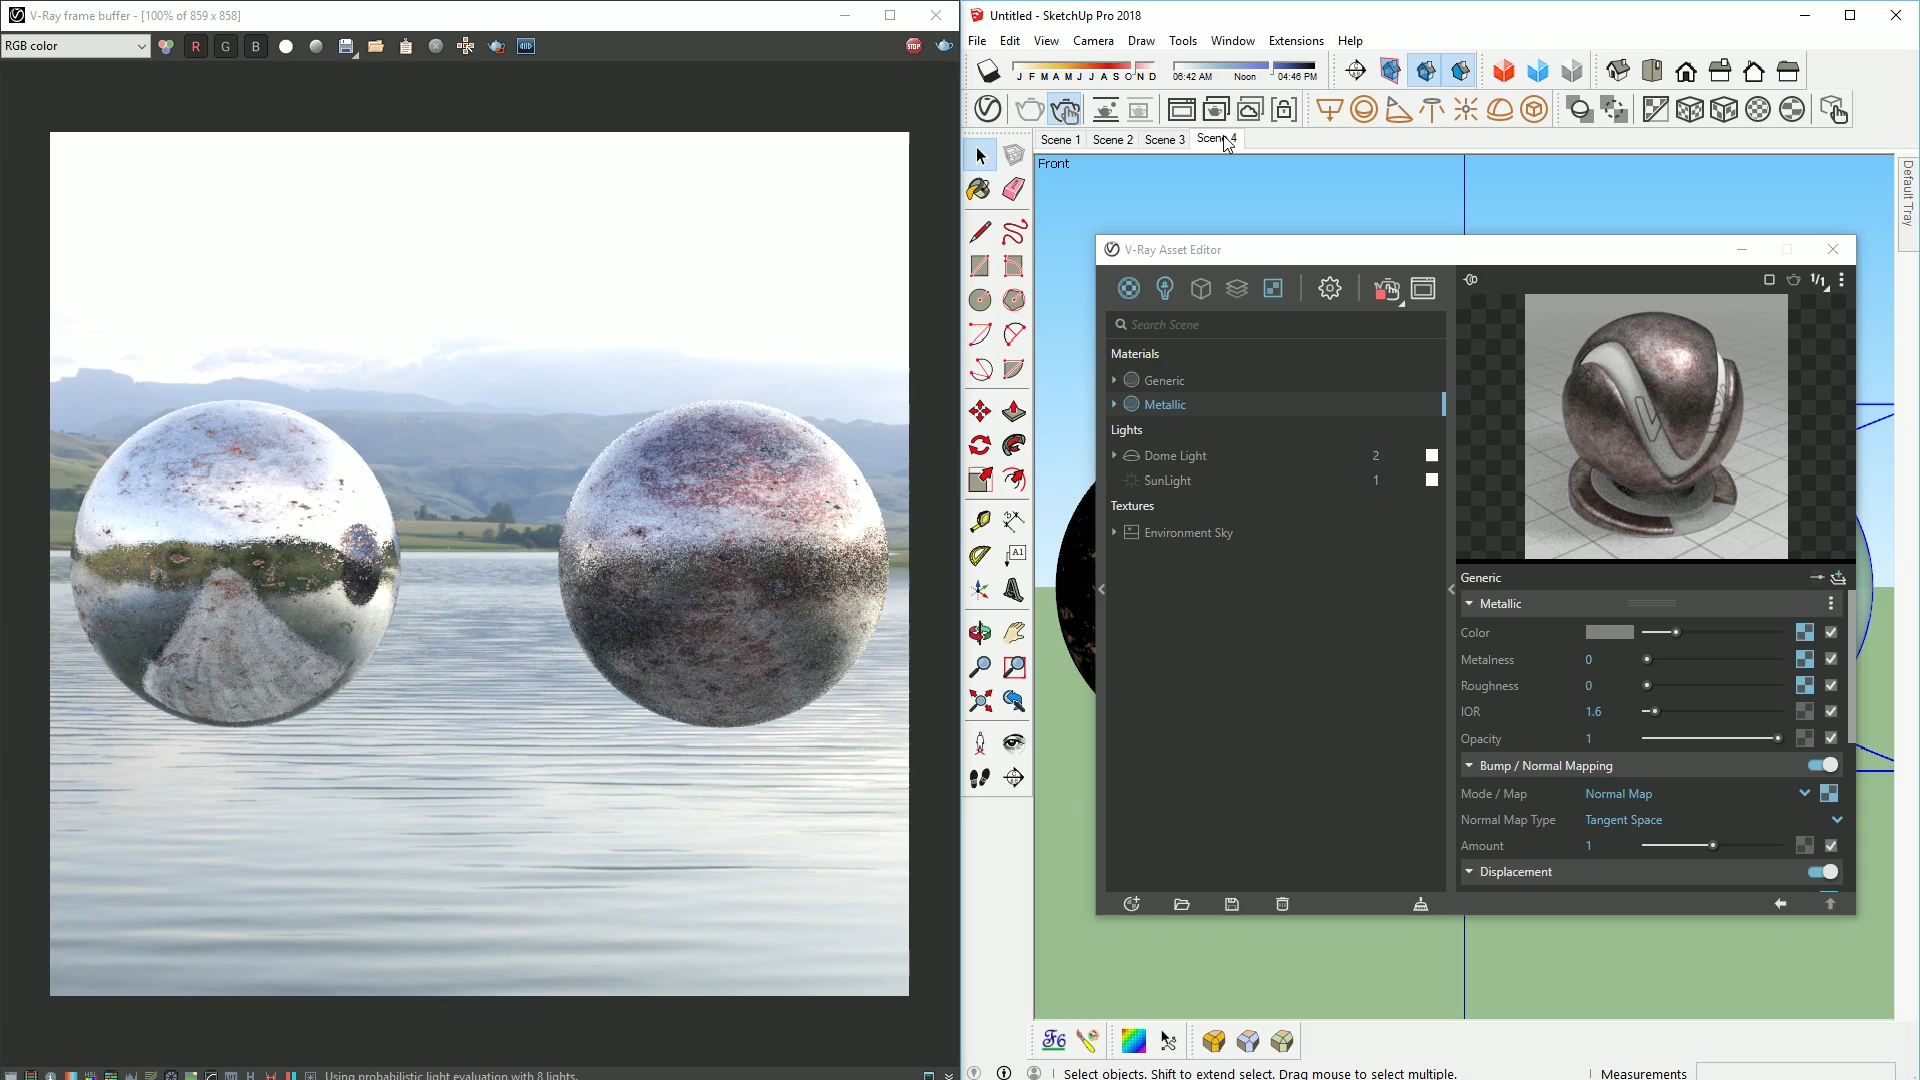 V-Ray frame buffer - [100% of 859 x 858]
RGB color
R
G
B
STOP
Using probabilistic light evaluation with 8 lights.
Untitled - SketchUp Pro 2018
File Edit View Camera Draw Tools Window Extensions Help
J F M A M J J A S O N D
06:42 AM Noon 04:46 PM
Scene 1
Scene 2
Scene 3
Scene 4
Front
Default Tray
V-Ray Asset Editor
1/1
Search Scene
Materials
Generic
Metallic
Lights
Dome Light 2
SunLight 1
Textures
Environment Sky
Generic
Metallic
Color
Metalness 0
Roughness 0
IOR 1.6
Opacity 1
Bump / Normal Mapping
Mode / Map Normal Map
Normal Map Type Tangent Space
Amount 1
Displacement
A1
F6
Select objects. Shift to extend select. Drag mouse to select multiple.
Measurements